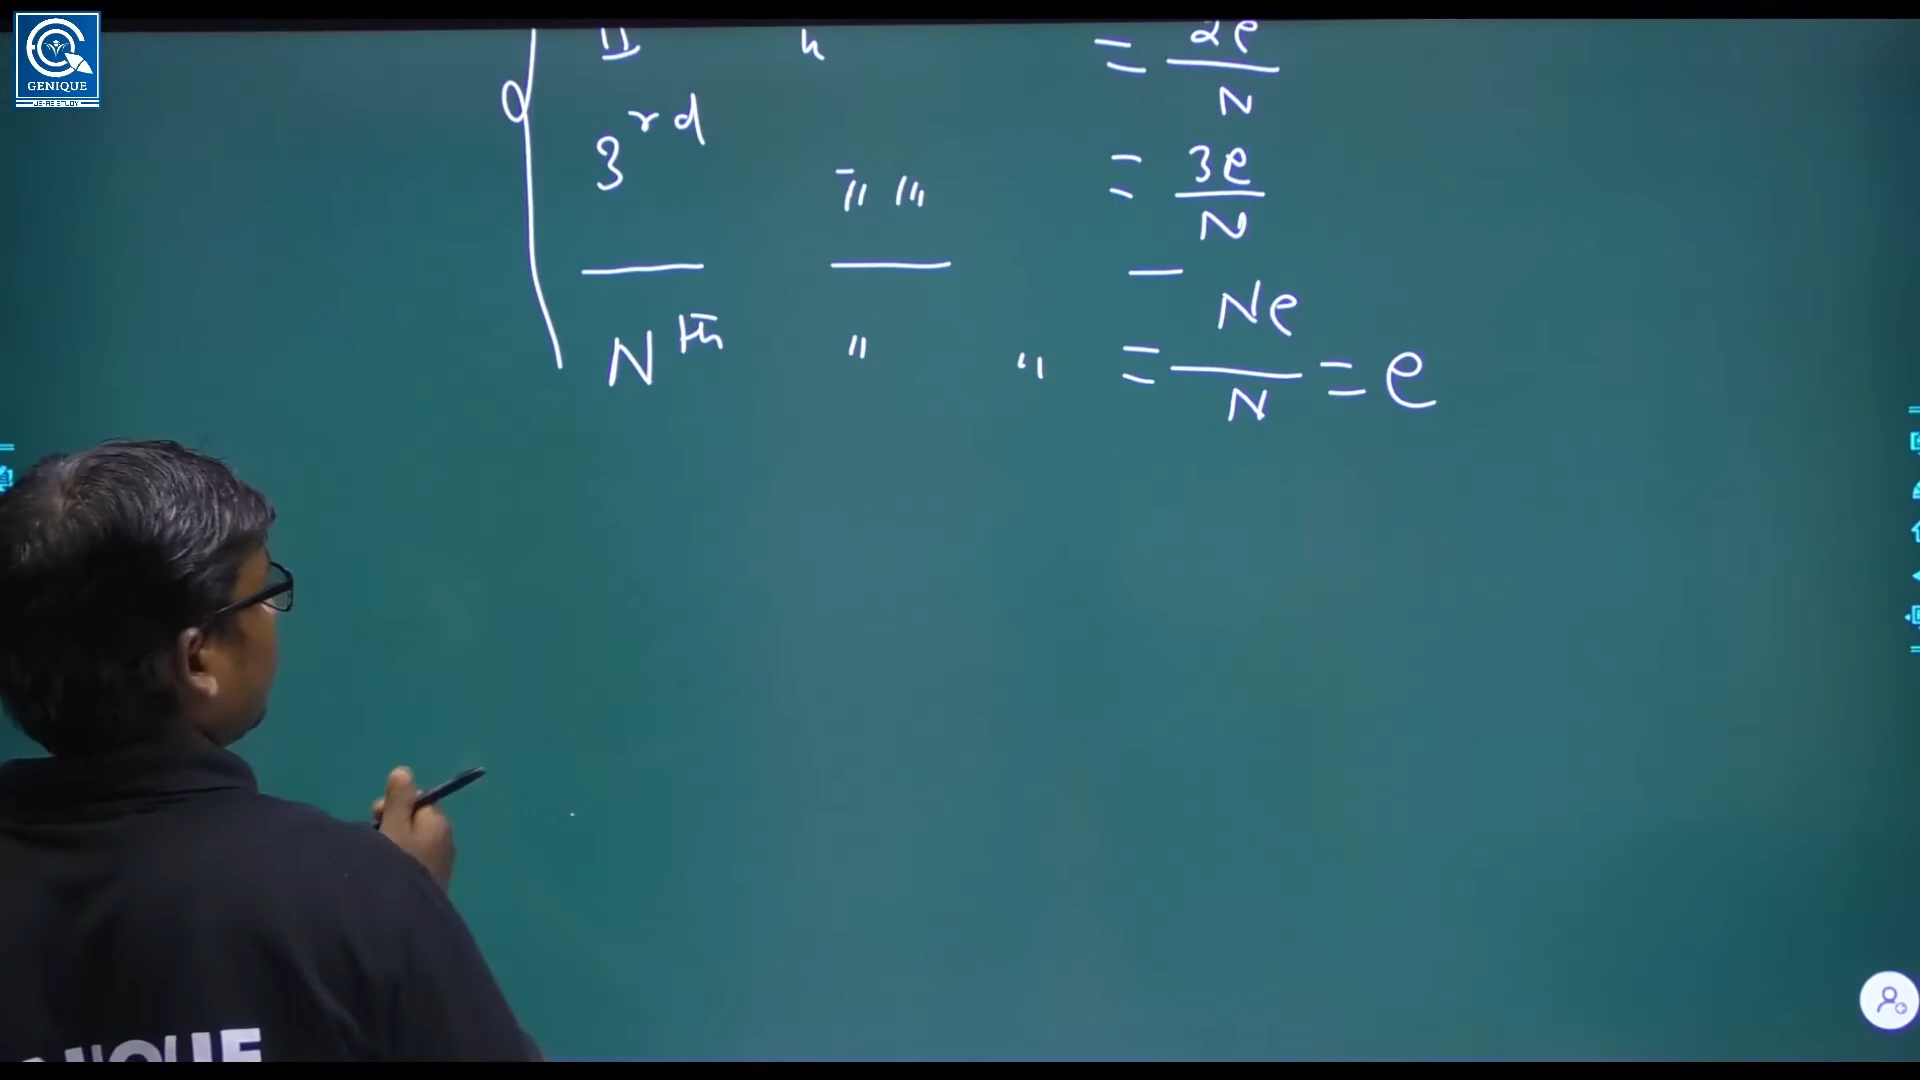 GENIQUE
II " = 2e/N
3rd " " = 3e/N
— — —
Nth " " = Ne/N = e